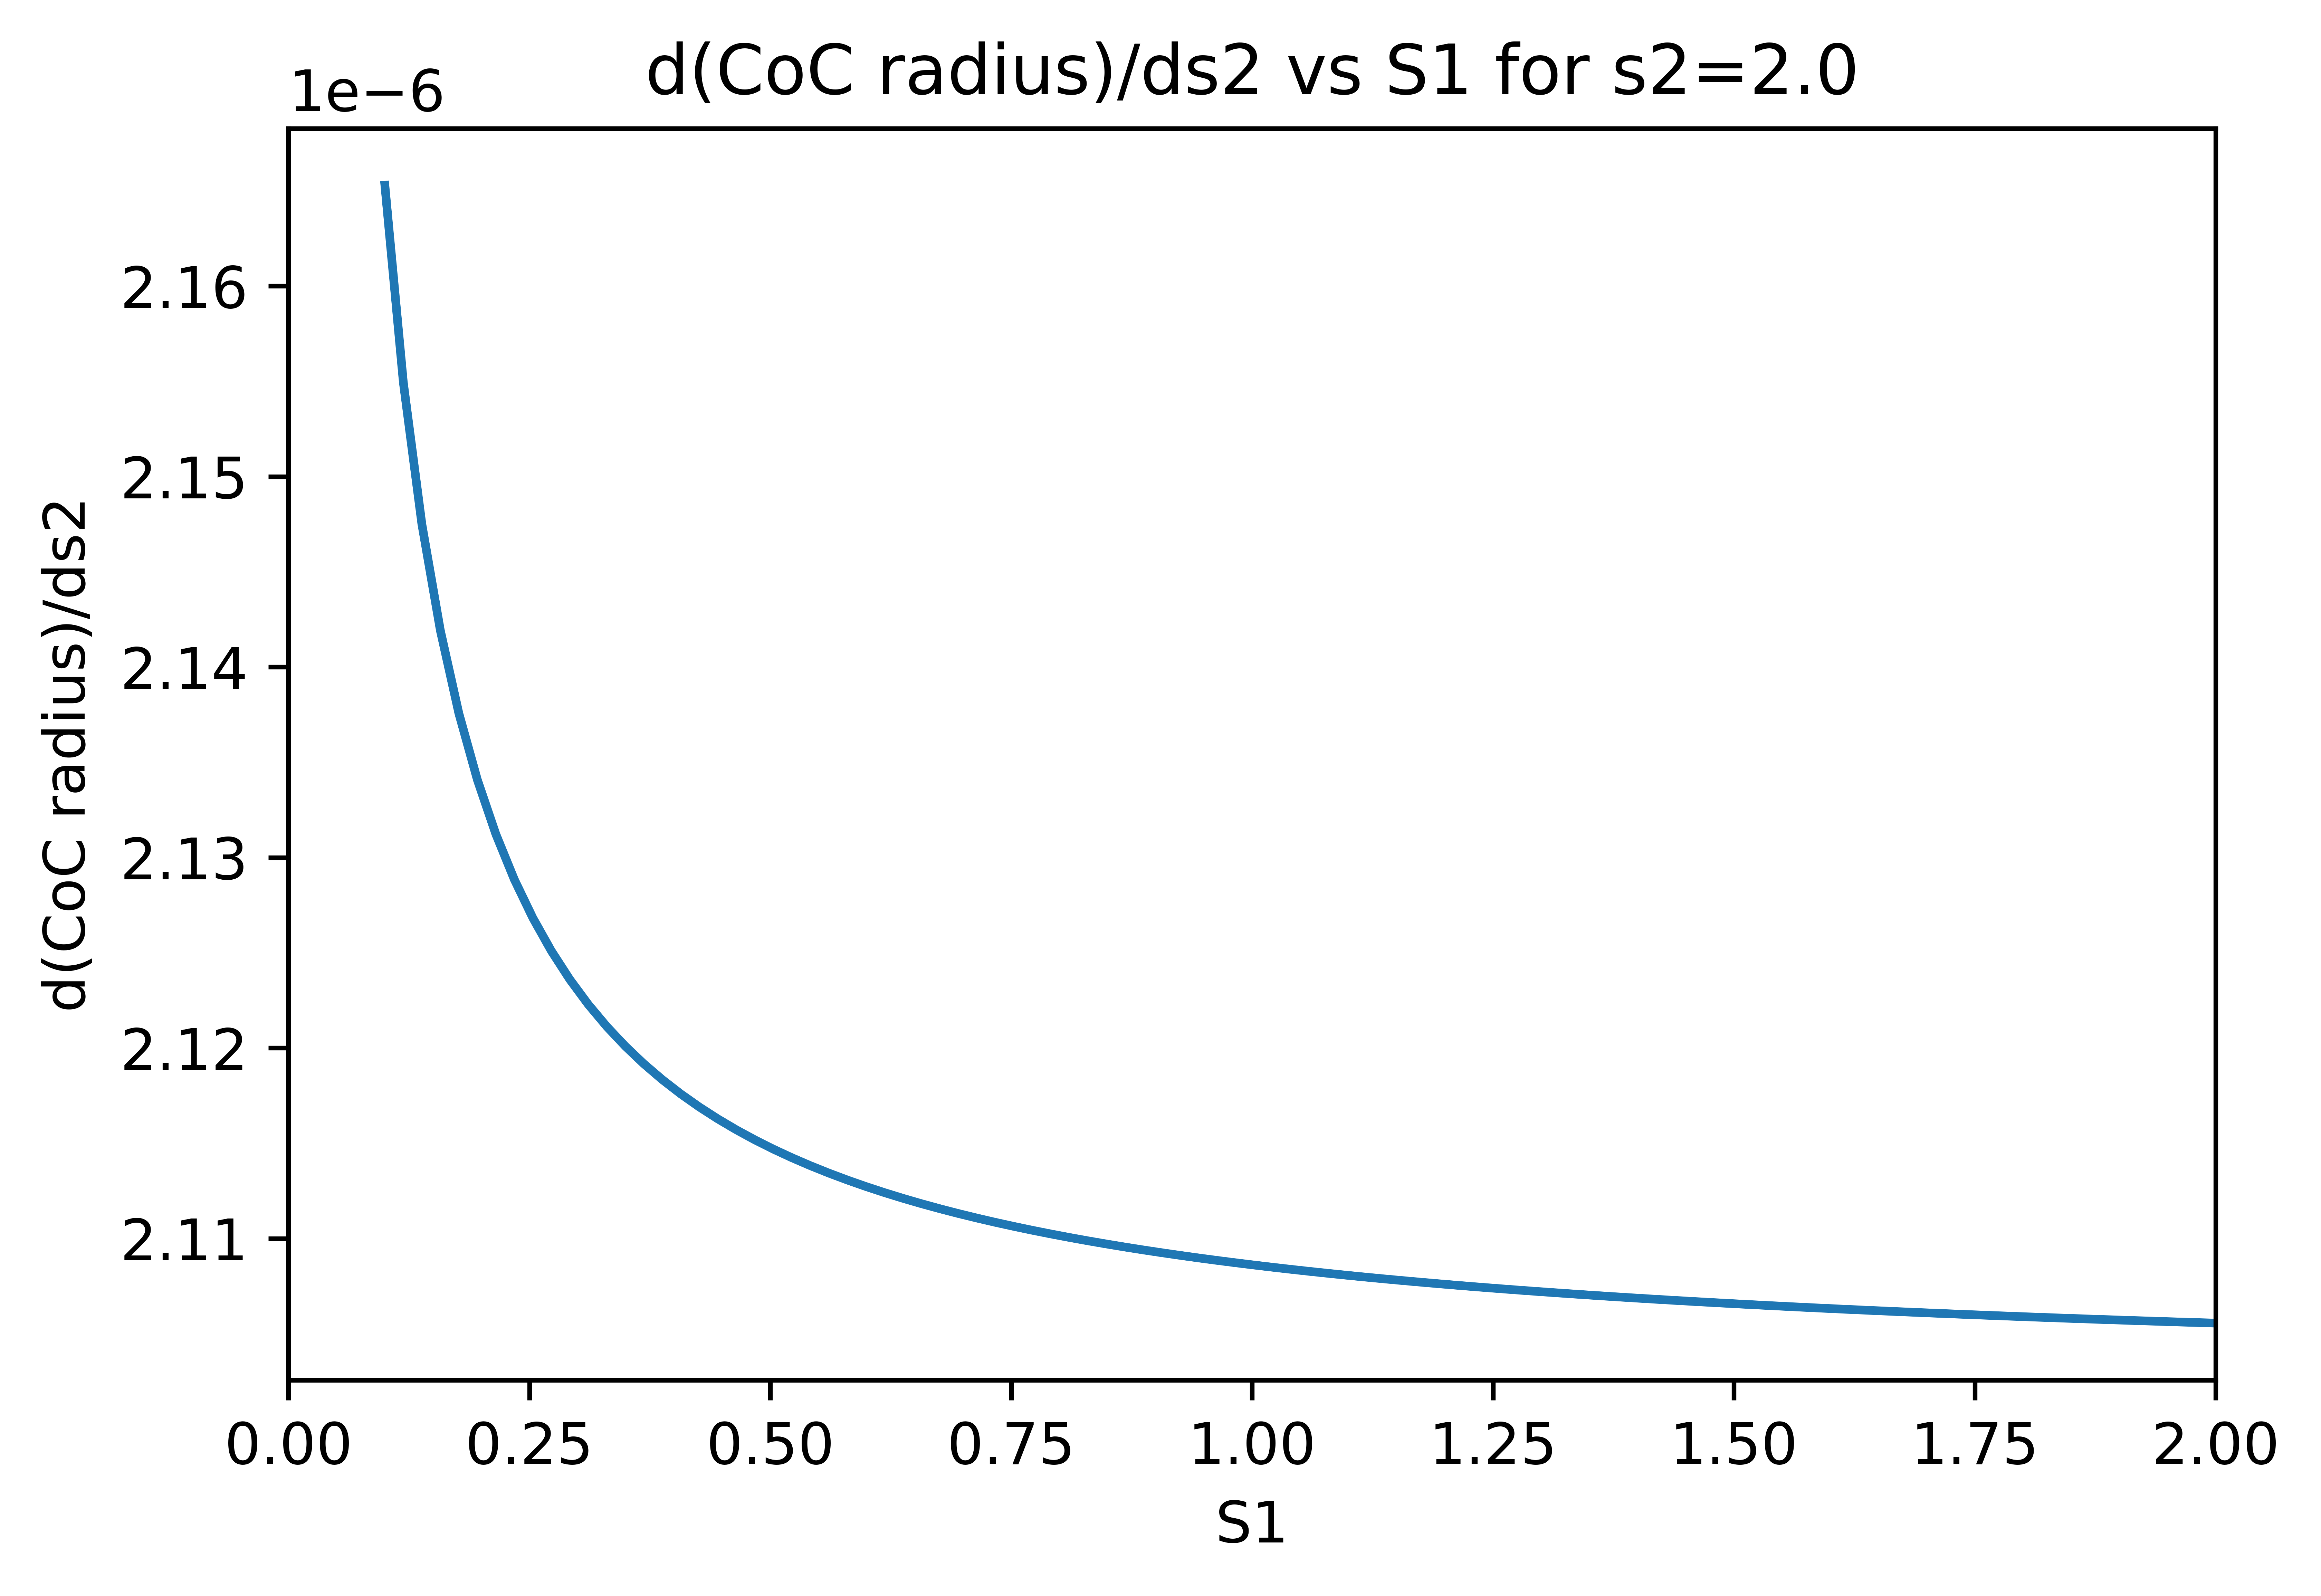 d(CoC radius)/ds2 vs S1 for s2=2.0
1e−6
2.16
2.15
2.14
2.13
2.12
2.11
d(CoC radius)/ds2
0.00 0.25 0.50 0.75 1.00 1.25 1.50 1.75 2.00
S1